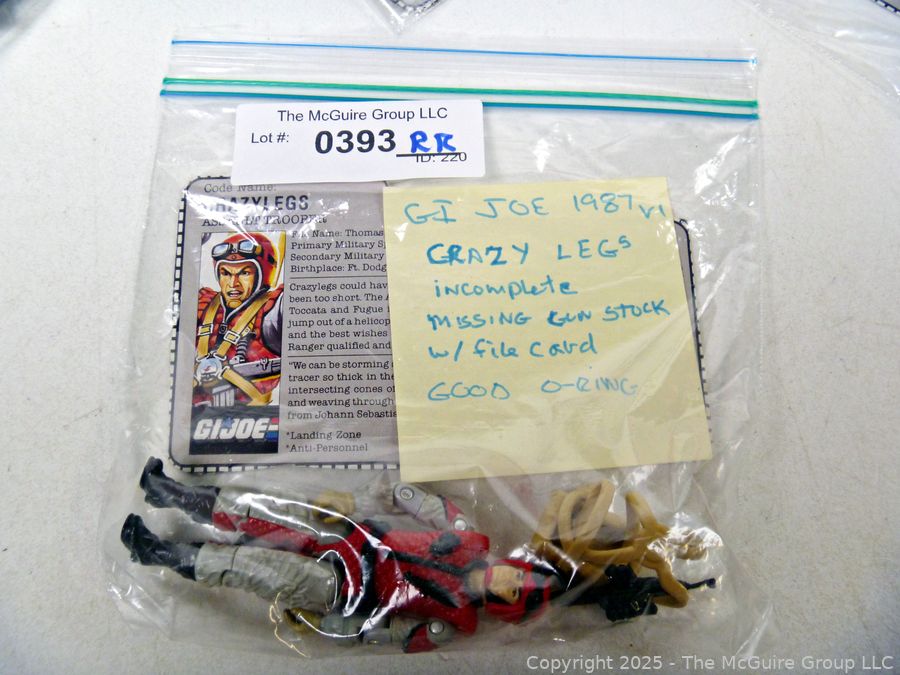 The McGuire Group LLC
Lot #: 0393 RR
ID: 220
Code Name:
CRAZYLEGS
ASSAULT TROOPER
File Name: Thomas
Primary Military Sp
Secondary Military
Birthplace: Ft. Dodg
Crazylegs could hav
been too short. The A
Toccata and Fugue i
jump out of a helicop
and the best wishes
Ranger qualified and
"We can be storming
tracer so thick in the
intersecting cones of
and weaving through
from Johann Sebastia
*Landing Zone
*Anti-Personnel
GI JOE
GI JOE 1987 V1
CRAZY LEGS
incomplete
MISSING GUN STOCK
w/ file card
GOOD O-RING
Copyright © 2025 - The McGuire Group LLC